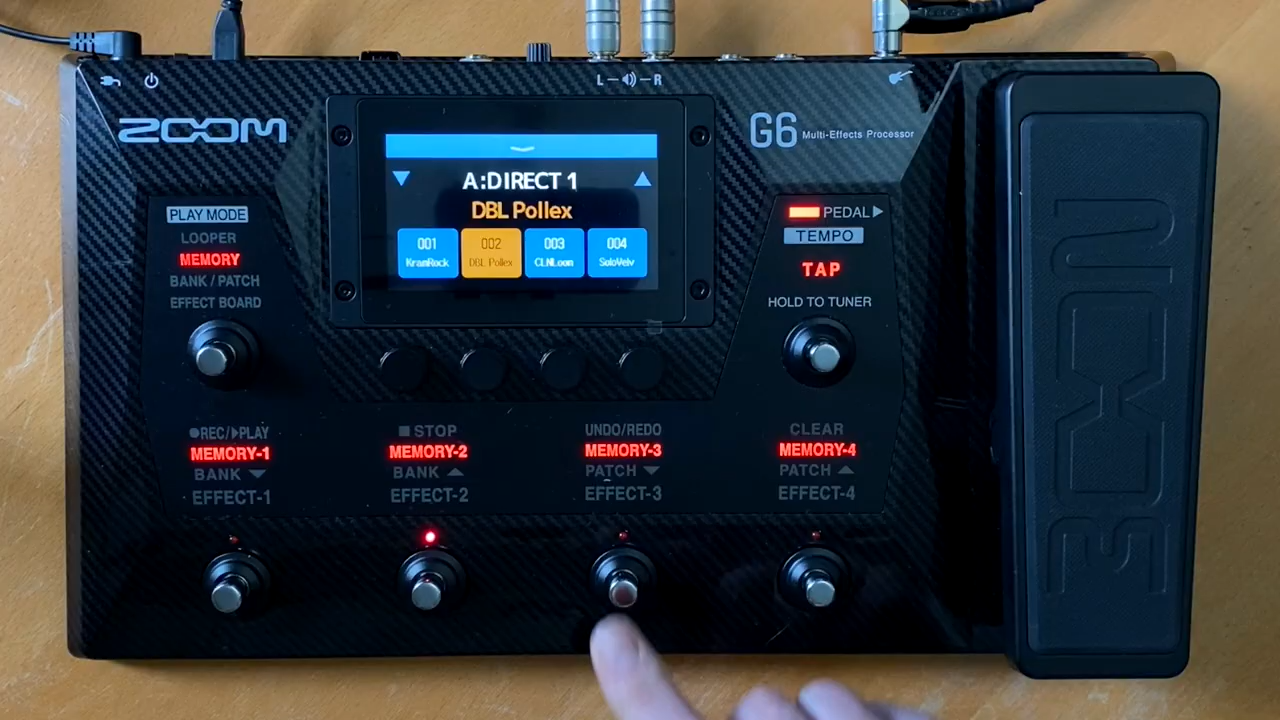 L R
ZOOM
G6 Multi-Effects Processor
A:DIRECT 1
DBL Pollex
001 002 003 004
KramRock DBL Pollex CLNLoon SoloVelv
PLAY MODE
LOOPER
MEMORY
BANK / PATCH
EFFECT BOARD
PEDAL
TEMPO
TAP
HOLD TO TUNER
REC/PLAY
MEMORY-1
BANK
EFFECT-1
STOP
MEMORY-2
BANK
EFFECT-2
UNDO/REDO
MEMORY-3
PATCH
EFFECT-3
CLEAR
MEMORY-4
PATCH
EFFECT-4
ZOOM